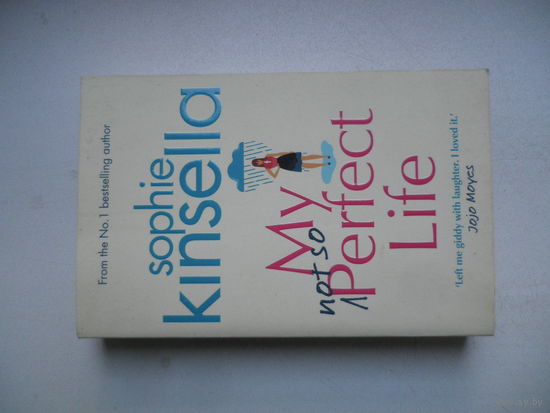 From the No.1 bestselling author
sophie
kinsella
My
not so
Perfect
Life
'Left me giddy with laughter. I loved it.'
JOJO MOYES